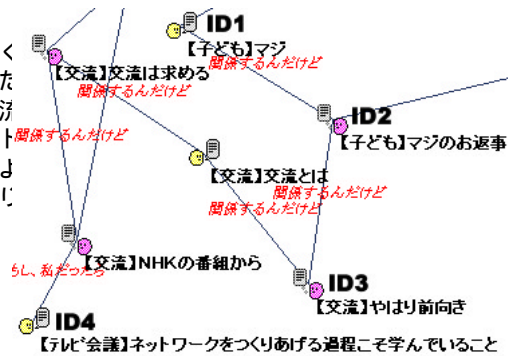 ID1
【子ども】マジ
関係するんだけど
く
【交流】交流は求める
関係するんだけど
た
流
ID2
【子ども】マジのお返事
ト
関係するんだけど
よ
【交流】交流とは
関係するんだけど
関係するんだけど
り
【交流】NHKの番組から
もし、私だったら
ID3
【交流】やはり前向き
ID4
【テレビ会議】ネットワークをつくりあげる過程こそ学んでいること